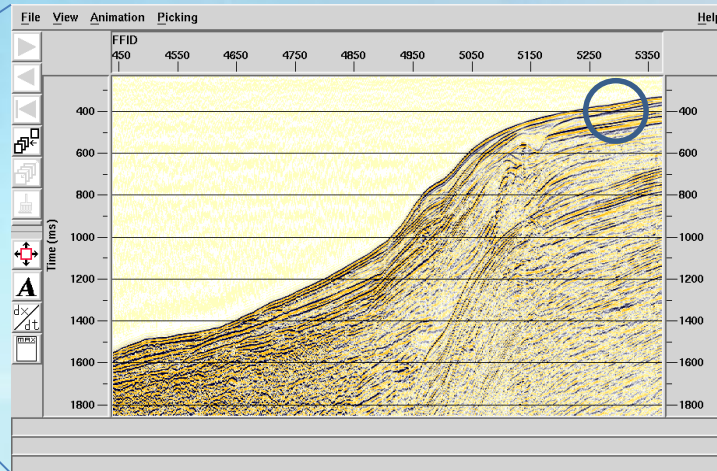 File View Animation Picking Help
FFID
450 4550 4650 4750 4850 4950 5050 5150 5250 5350
Time (ms)
400 400
600 600
800 800
1000 1000
1200 1200
1400 1400
1600 1600
1800 1800
A
dx/dt
max